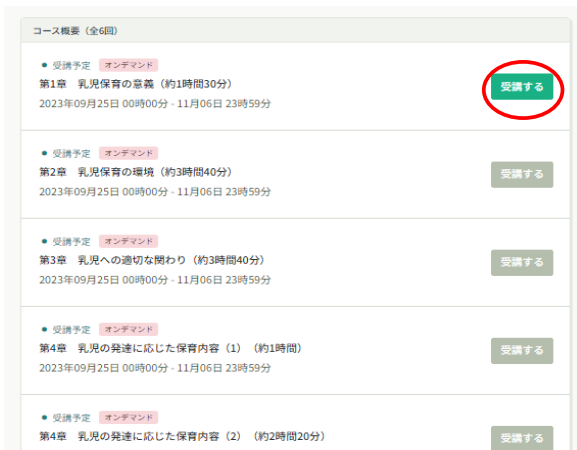 コース概要（全6回）
受講予定 オンデマンド
第1章　乳児保育の意義（約1時間30分）
受講する
2023年09月25日 00時00分 - 11月06日 23時59分
受講予定 オンデマンド
第2章　乳児保育の環境（約3時間40分）
受講する
2023年09月25日 00時00分 - 11月06日 23時59分
受講予定 オンデマンド
第3章　乳児への適切な関わり（約3時間40分）
受講する
2023年09月25日 00時00分 - 11月06日 23時59分
受講予定 オンデマンド
第4章　乳児の発達に応じた保育内容（1）（約1時間）
受講する
2023年09月25日 00時00分 - 11月06日 23時59分
受講予定 オンデマンド
第4章　乳児の発達に応じた保育内容（2）（約2時間20分）
受講する